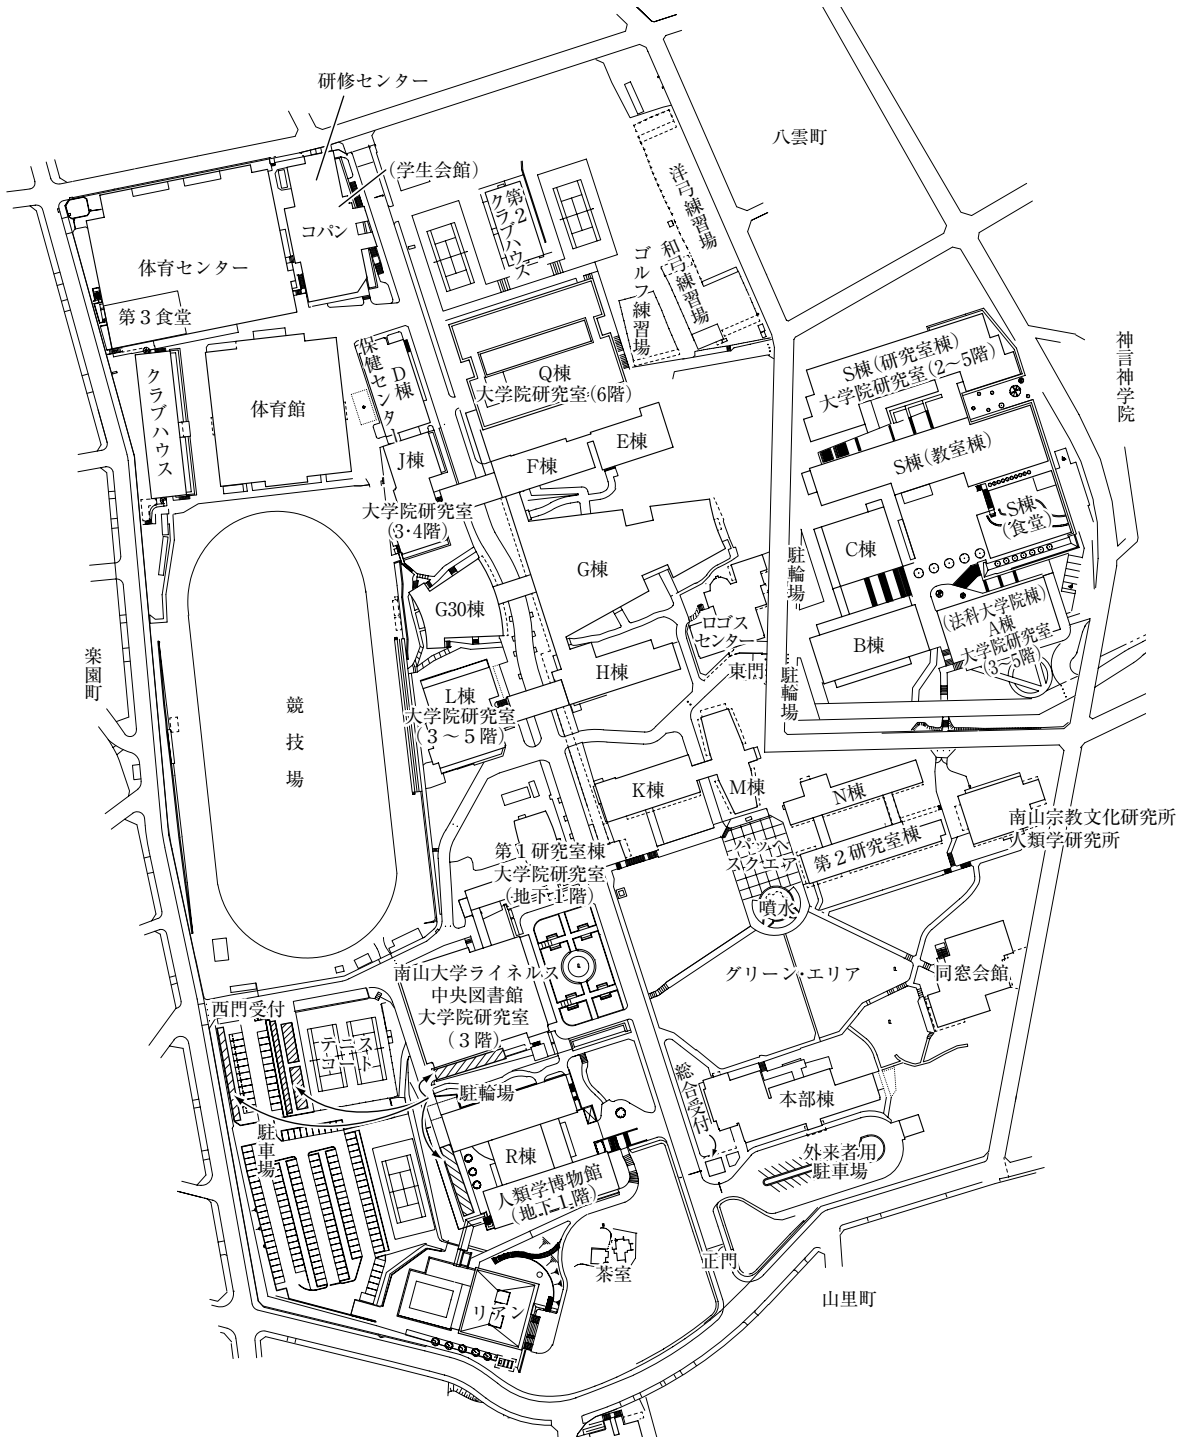 研修センター
(学生会館)
コパン
体育センター
第３食堂
クラブハウス
体育館
保健センター
D棟
J棟
大学院研究室
(3･4階)
第2
クラブハウス
ゴルフ練習場
洋弓練習場
和弓練習場
八雲町
Q棟
大学院研究室(6階)
E棟
F棟
S棟(研究室棟)
大学院研究室(2〜5階)
S棟(教室棟)
S棟
(食堂)
神言神学院
C棟
B棟
(法科大学院棟)
A棟
大学院研究室
(3〜5階)
駐輪場
駐輪場
G棟
G30棟
ロゴス
センター
東門
H棟
L棟
大学院研究室
(３〜５階)
楽園町
競技場
K棟
M棟
N棟
第２研究室棟
南山宗教文化研究所
人類学研究所
パッヘ
スクエア
噴水
第１研究室棟
大学院研究室
(地下１階)
グリーン･エリア
同窓会館
南山大学ライネルス
中央図書館
大学院研究室
(３階)
西門受付
テニス
コート
駐輪場
駐車場
総合受付
本部棟
外来者用
駐車場
R棟
人類学博物館
(地下１階)
茶室
正門
山里町
リアン